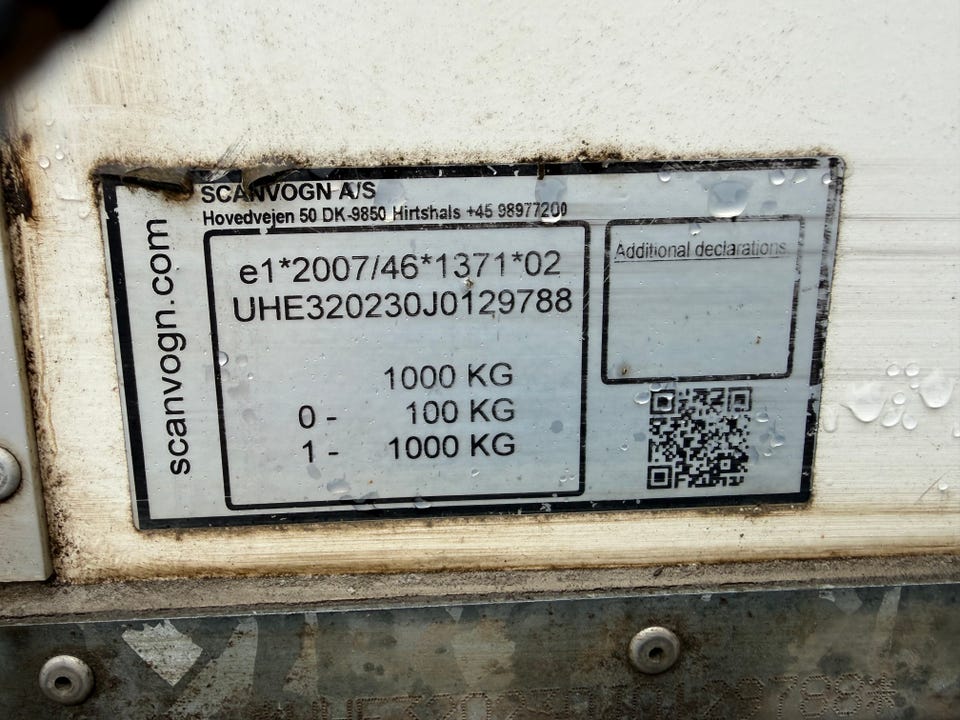 SCANVOGN A/S
Hovedvejen 50 DK-9850 Hirtshals +45 98977200
scanvogn.com
e1*2007/46*1371*02
UHE320230J0129788
1000 KG
0 - 100 KG
1 - 1000 KG
Additional declarations
UHE320230J0129788*